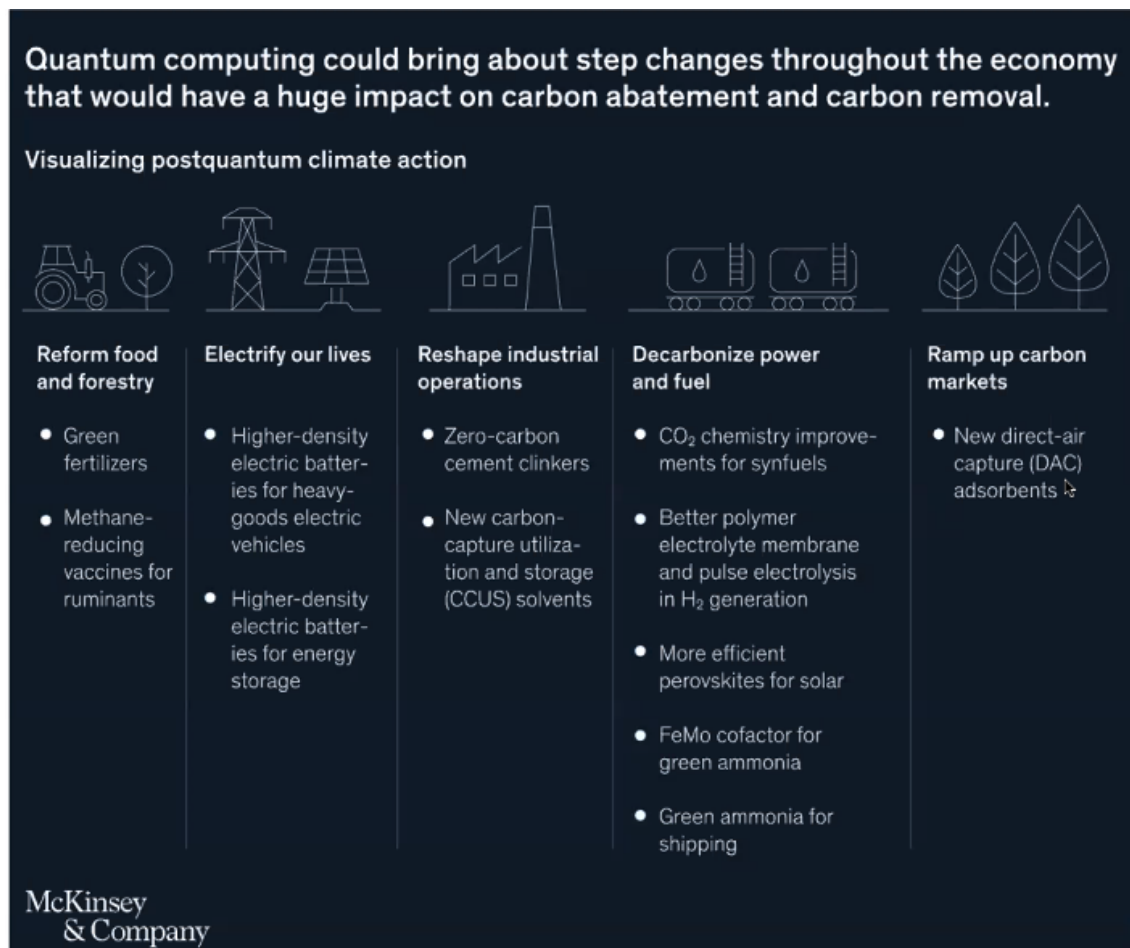 Quantum computing could bring about step changes throughout the economy
that would have a huge impact on carbon abatement and carbon removal.
Visualizing postquantum climate action
Reform food
and forestry
Green
fertilizers
Methane-
reducing
vaccines for
ruminants
Electrify our lives
Higher-density
electric batter-
ies for heavy-
goods electric
vehicles
Higher-density
electric batter-
ies for energy
storage
Reshape industrial
operations
Zero-carbon
cement clinkers
New carbon-
capture utiliza-
tion and storage
(CCUS) solvents
Decarbonize power
and fuel
CO₂ chemistry improve-
ments for synfuels
Better polymer
electrolyte membrane
and pulse electrolysis
in H₂ generation
More efficient
perovskites for solar
FeMo cofactor for
green ammonia
Green ammonia for
shipping
Ramp up carbon
markets
New direct-air
capture (DAC)
adsorbents
McKinsey
& Company